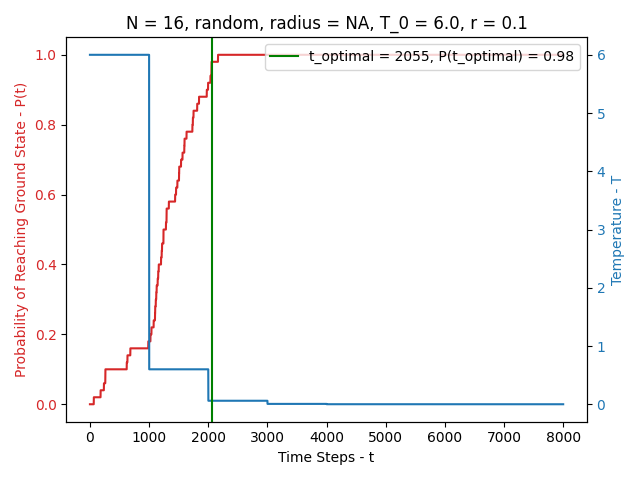 N = 16, random, radius = NA, T_0 = 6.0, r = 0.1
t_optimal = 2055, P(t_optimal) = 0.98
Probability of Reaching Ground State - P(t)
1.0
0.8
0.6
0.4
0.2
0.0
6
5
4
3
2
1
0
Temperature - T
0 1000 2000 3000 4000 5000 6000 7000 8000
Time Steps - t